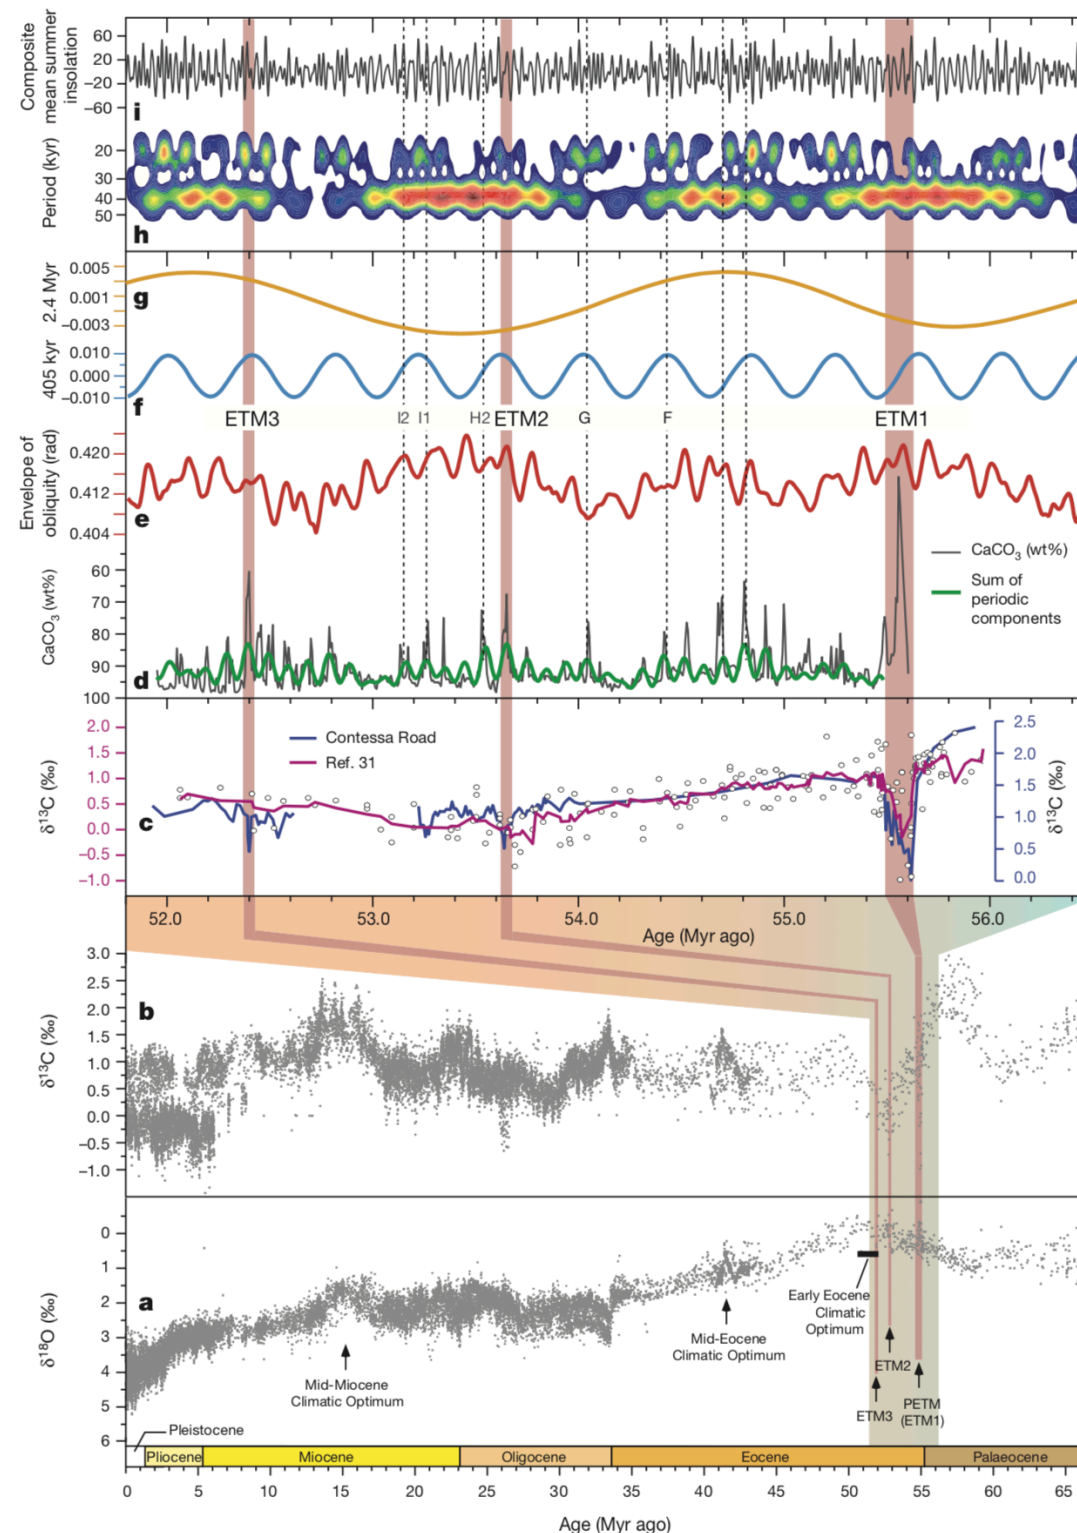 Composite
mean summer
insolation
60
20
−20
−60
i
Period (kyr)
20
30
40
50
h
2.4 Myr
0.005
0.001
−0.003
g
405 kyr
0.010
0.000
−0.010
f
ETM3
I2
I1
H2
ETM2
G
F
ETM1
Envelope of
obliquity (rad)
0.420
0.412
0.404
e
CaCO3 (wt%)
Sum of
periodic
components
CaCO3 (wt%)
60
70
80
90
100
d
δ13C (‰)
2.0
1.5
1.0
0.5
0.0
−0.5
−1.0
Contessa Road
Ref. 31
c
2.5
2.0
1.5
1.0
0.5
0.0
δ13C (‰)
52.0
53.0
54.0
55.0
56.0
Age (Myr ago)
δ13C (‰)
3.0
2.5
2.0
1.5
1.0
0.5
0.0
−0.5
−1.0
b
δ18O (‰)
0
1
2
3
4
5
6
a
Mid-Miocene
Climatic Optimum
Mid-Eocene
Climatic Optimum
Early Eocene
Climatic
Optimum
ETM2
ETM3
PETM
(ETM1)
Pleistocene
Pliocene
Miocene
Oligocene
Eocene
Palaeocene
0 5 10 15 20 25 30 35 40 45 50 55 60 65
Age (Myr ago)